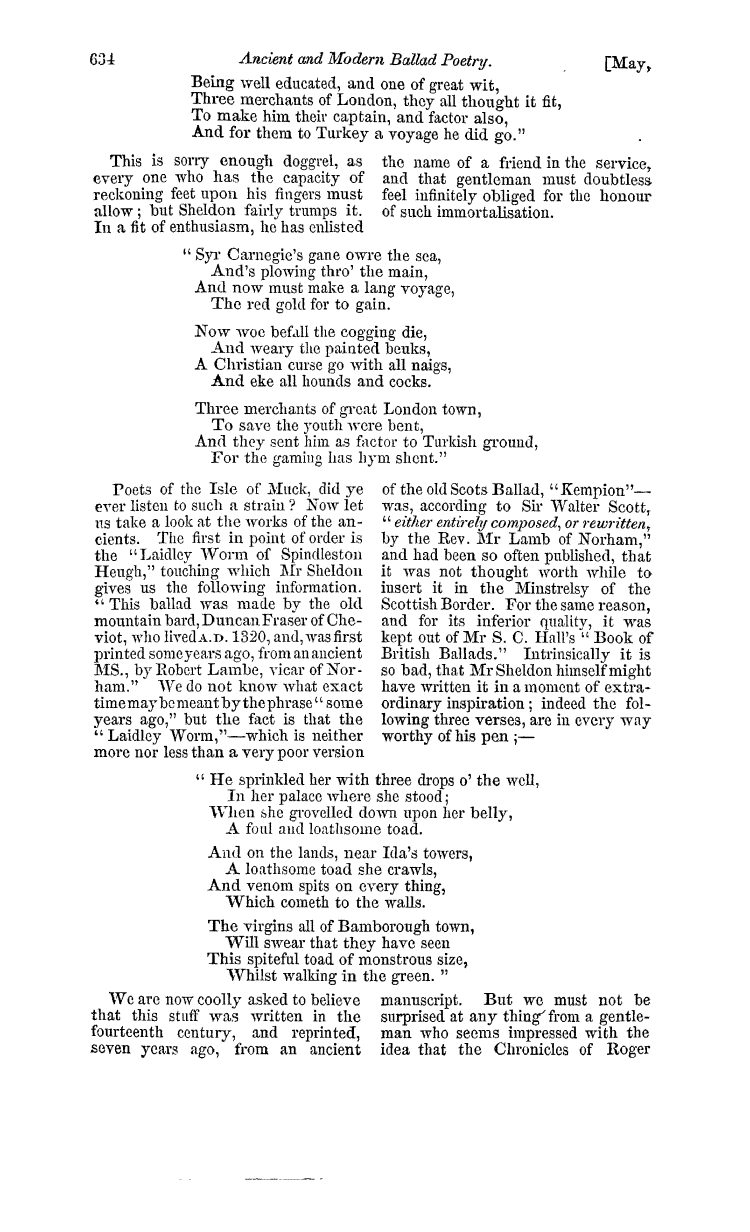 634 Ancient and Modern Ballad Poetry. [May,
Being well educated, and one of great wit,
Three merchants of London, they all thought it fit,
To make him their captain, and factor also,
And for them to Turkey a voyage he did go."
This is sorry enough doggrel, as
every one who has the capacity of
reckoning feet upon his fingers must
allow; but Sheldon fairly trumps it.
In a fit of enthusiasm, he has enlisted
the name of a friend in the service,
and that gentleman must doubtless
feel infinitely obliged for the honour
of such immortalisation.
"Syr Carnegie's gane owre the sea,
And's plowing thro' the main,
And now must make a lang voyage,
The red gold for to gain.
Now woe befall the cogging die,
And weary the painted beuks,
A Christian curse go with all naigs,
And eke all hounds and cocks.
Three merchants of great London town,
To save the youth were bent,
And they sent him as factor to Turkish ground,
For the gaming has hym shent."
Poets of the Isle of Muck, did ye
ever listen to such a strain? Now let
us take a look at the works of the an-
cients. The first in point of order is
the "Laidley Worm of Spindleston
Heugh," touching which Mr Sheldon
gives us the following information.
"This ballad was made by the old
mountain bard, Duncan Fraser of Che-
viot, who lived A.D. 1320, and, was first
printed some years ago, from an ancient
MS., by Robert Lambe, vicar of Nor-
ham." We do not know what exact
time may be meant by the phrase "some
years ago," but the fact is that the
"Laidley Worm,"—which is neither
more nor less than a very poor version
of the old Scots Ballad, "Kempion"—
was, according to Sir Walter Scott,
"either entirely composed, or rewritten,
by the Rev. Mr Lamb of Norham,"
and had been so often published, that
it was not thought worth while to
insert it in the Minstrelsy of the
Scottish Border. For the same reason,
and for its inferior quality, it was
kept out of Mr S. C. Hall's "Book of
British Ballads." Intrinsically it is
so bad, that Mr Sheldon himself might
have written it in a moment of extra-
ordinary inspiration; indeed the fol-
lowing three verses, are in every way
worthy of his pen;—
"He sprinkled her with three drops o' the well,
In her palace where she stood;
When she grovelled down upon her belly,
A foul and loathsome toad.
And on the lands, near Ida's towers,
A loathsome toad she crawls,
And venom spits on every thing,
Which cometh to the walls.
The virgins all of Bamborough town,
Will swear that they have seen
This spiteful toad of monstrous size,
Whilst walking in the green."
We are now coolly asked to believe
that this stuff was written in the
fourteenth century, and reprinted,
seven years ago, from an ancient
manuscript. But we must not be
surprised at any thing from a gentle-
man who seems impressed with the
idea that the Chronicles of Roger